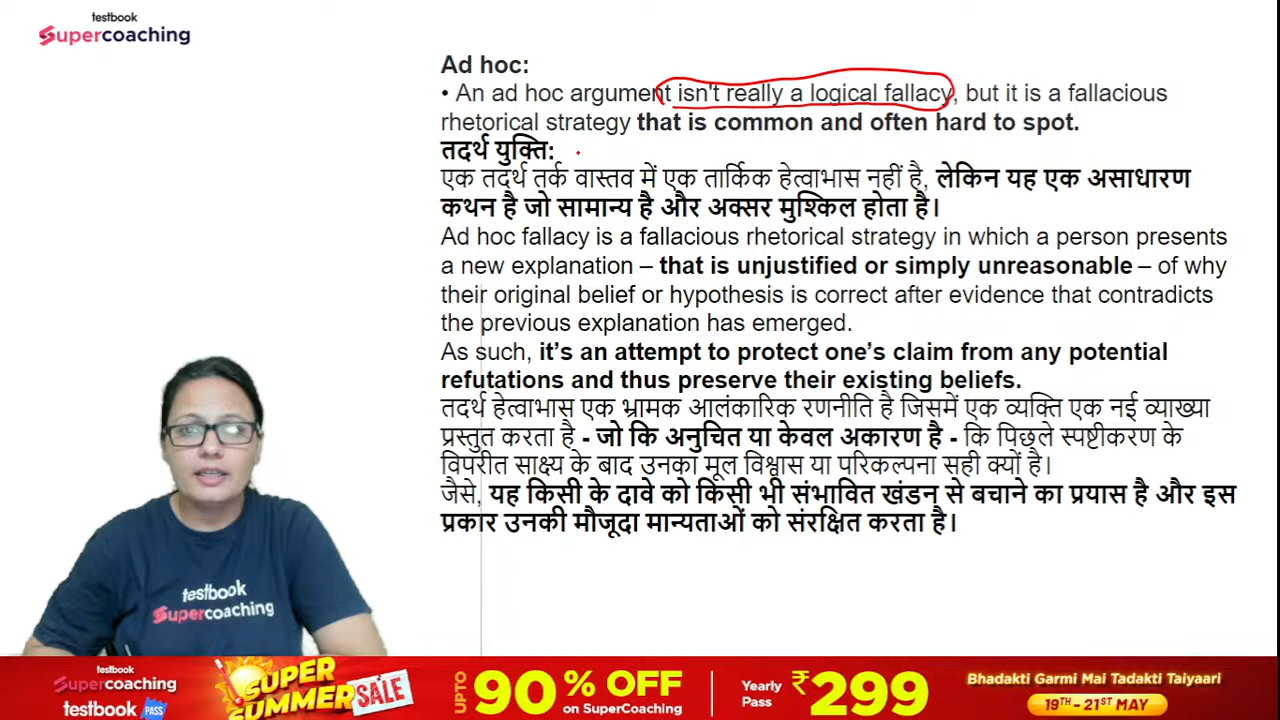 testbook
Supercoaching
Ad hoc:
• An ad hoc argument isn't really a logical fallacy, but it is a fallacious
rhetorical strategy that is common and often hard to spot.
तदर्थ युक्ति:
एक तदर्थ तर्क वास्तव में एक तार्किक हेत्वाभास नहीं है, लेकिन यह एक असाधारण
कथन है जो सामान्य है और अक्सर मुश्किल होता है।
Ad hoc fallacy is a fallacious rhetorical strategy in which a person presents
a new explanation – that is unjustified or simply unreasonable – of why
their original belief or hypothesis is correct after evidence that contradicts
the previous explanation has emerged.
As such, it’s an attempt to protect one’s claim from any potential
refutations and thus preserve their existing beliefs.
तदर्थ हेत्वाभास एक भ्रामक आलंकारिक रणनीति है जिसमें एक व्यक्ति एक नई व्याख्या
प्रस्तुत करता है - जो कि अनुचित या केवल अकारण है - कि पिछले स्पष्टीकरण के
विपरीत साक्ष्य के बाद उनका मूल विश्वास या परिकल्पना सही क्यों है।
जैसे, यह किसी के दावे को किसी भी संभावित खंडन से बचाने का प्रयास है और इस
प्रकार उनकी मौजूदा मान्यताओं को संरक्षित करता है।
testbook
Supercoaching
testbook
Supercoaching
testbook PASS
SUPER
SUMMER SALE
UPTO 90% OFF
on SuperCoaching
Yearly
Pass
₹299
Bhadakti Garmi Mai Tadakti Taiyaari
19TH - 21ST MAY